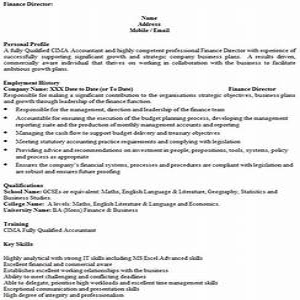 Finance Director:
Name
Address
Mobile / Email
Personal Profile
A Fully Qualified CIMA Accountant and highly competent professional Finance Director with experience of
successfully supporting significant growth and strategic business plans. A results driven,
commercially aware individual that thrives on working in collaboration with the business to facilitate
ambitious growth plans.
Employment History
Company Name: XXX Date to Date (or To Date) Finance Director
Responsible for making a significant contribution to the organisations strategic objectives, business plans
and growth through leadership of the finance function.
Responsible for the management, direction and leadership of the finance team
Accountable for ensuring the execution of the budget planning process, developing the management
reporting suite and the production of monthly management accounts and reporting
Managing the cash flow to support budget delivery and treasury objectives
Meeting statutory accounting practice requirements and complying with legislation
Providing advice and recommendations on investment in people, propositions, tools, systems, policy
and process as appropriate
Ensures the company's financial systems, processes and procedures are compliant with legislation
and are robust and ensure future proofing
Qualifications
School Name: GCSEs or equivalent Maths, English Language & Literature, Geography, Statistics and
Business Studies.
College Name: A levels: Maths, English Language & Literature and Economics.
University Name: BA (Hons) Finance & Business
Training
CIMA Fully Qualified Accountant
Key Skills
Highly analytical with strong IT skills including MS Excel Advanced skills
Excellent financial and commercial aware
Establishes excellent working relationships with the business
Ability to meet challenging and conflicting deadlines
Able to delegate, prioritise high workloads and excellent time management skills
Exceptional communication and presentation skills
Highly motivated and strategic mindset